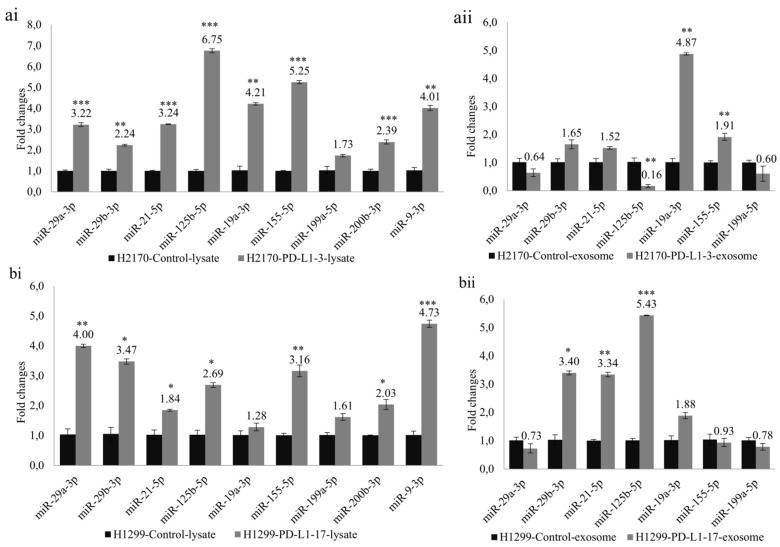 ai
Fold changes
8,0
7,0
6,0
5,0
4,0
3,0
2,0
1,0
0,0
***
3.22
**
2.24
***
3.24
***
6.75
**
4.21
***
5.25
1.73
***
2.39
**
4.01
miR-29a-3p
miR-29b-3p
miR-21-5p
miR-125b-5p
miR-19a-3p
miR-155-5p
miR-199a-5p
miR-200b-3p
miR-9-3p
H2170-Control-lysate
H2170-PD-L1-3-lysate
aii
Fold changes
6,0
5,0
4,0
3,0
2,0
1,0
0,0
0.64
1.65
1.52
**
0.16
**
4.87
**
1.91
0.60
miR-29a-3p
miR-29b-3p
miR-21-5p
miR-125b-5p
miR-19a-3p
miR-155-5p
miR-199a-5p
H2170-Control-exosome
H2170-PD-L1-3-exosome
bi
Fold changes
6,0
5,0
4,0
3,0
2,0
1,0
0,0
**
4.00
*
3.47
*
1.84
*
2.69
1.28
**
3.16
1.61
*
2.03
***
4.73
miR-29a-3p
miR-29b-3p
miR-21-5p
miR-125b-5p
miR-19a-3p
miR-155-5p
miR-199a-5p
miR-200b-3p
miR-9-3p
H1299-Control-lysate
H1299-PD-L1-17-lysate
bii
Fold changes
6,0
5,0
4,0
3,0
2,0
1,0
0,0
0.73
*
3.40
**
3.34
***
5.43
1.88
0.93
0.78
miR-29a-3p
miR-29b-3p
miR-21-5p
miR-125b-5p
miR-19a-3p
miR-155-5p
miR-199a-5p
H1299-Control-exosome
H1299-PD-L1-17-exosome